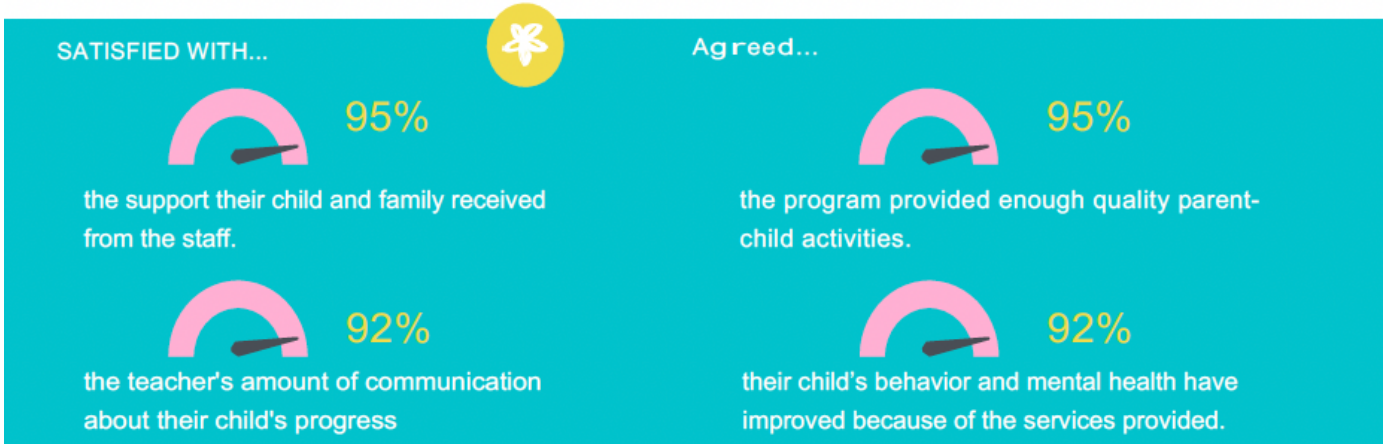 SATISFIED WITH...
95%
the support their child and family received
from the staff.
92%
the teacher's amount of communication
about their child's progress
Agreed...
95%
the program provided enough quality parent-
child activities.
92%
their child’s behavior and mental health have
improved because of the services provided.